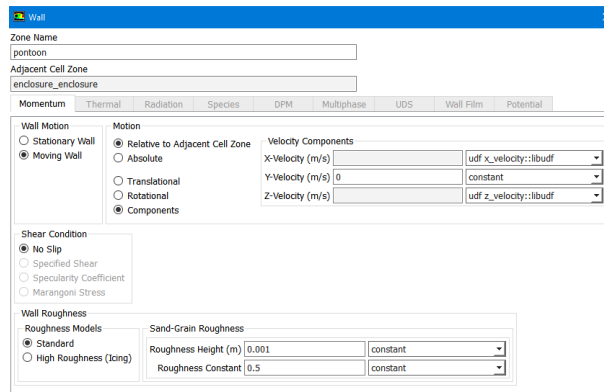 Wall
Zone Name
pontoon
Adjacent Cell Zone
enclosure_enclosure
Momentum Thermal Radiation Species DPM Multiphase UDS Wall Film Potential
Wall Motion Motion
Stationary Wall Relative to Adjacent Cell Zone Velocity Components
Moving Wall Absolute X-Velocity (m/s) udf x_velocity::libudf
Translational Y-Velocity (m/s) 0 constant
Rotational Z-Velocity (m/s) udf z_velocity::libudf
Components
Shear Condition
No Slip
Specified Shear
Specularity Coefficient
Marangoni Stress
Wall Roughness
Roughness Models Sand-Grain Roughness
Standard Roughness Height (m) 0.001 constant
High Roughness (Icing) Roughness Constant 0.5 constant